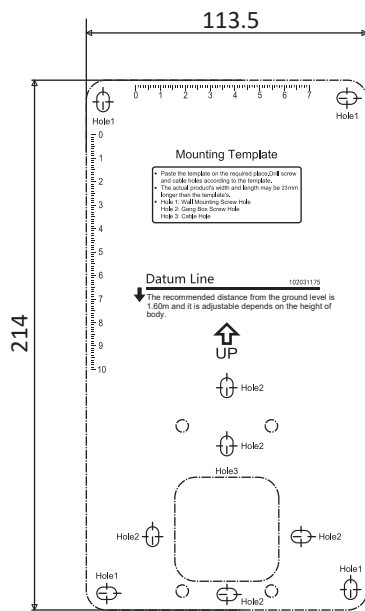 113.5
214
0 1 2 3 4 5 6 7
Hole1
Hole1
0
1
2
3
4
5
6
7
8
9
10
Mounting Template
• Paste the template on the required place,Drill screw
and cable holes according to the template.
• The actual product's width and length may be 23mm
longer than the template's.
• Hole 1: Wall Mounting Screw Hole
Hole 2: Gang Box Screw Hole
Hole 3: Cable Hole
Datum Line 102031175
The recommended distance from the ground level is
1.60m and it is adjustable depends on the height of
body.
UP
Hole2
Hole2
Hole3
Hole2
Hole2
Hole1
Hole2
Hole1